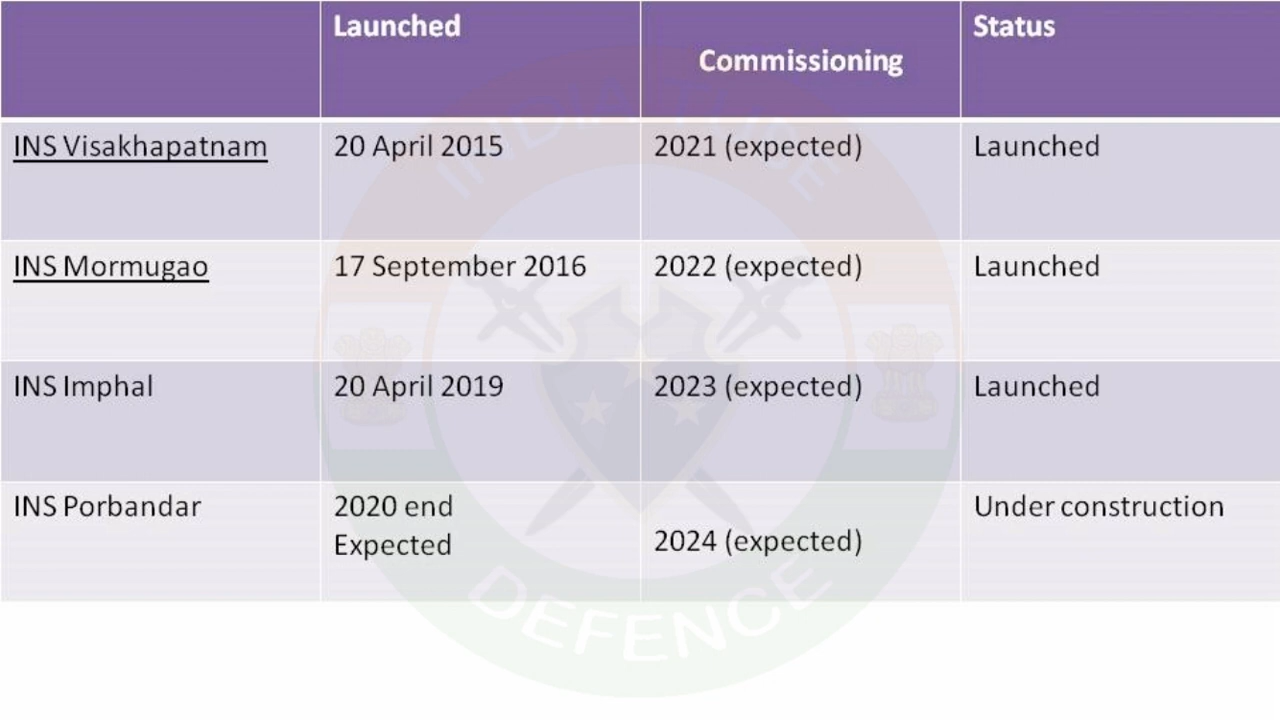 Launched
Commissioning
Status
INS Visakhapatnam
20 April 2015
2021 (expected)
Launched
INS Mormugao
17 September 2016
2022 (expected)
Launched
INS Imphal
20 April 2019
2023 (expected)
Launched
INS Porbandar
2020 end
Expected
2024 (expected)
Under construction
DEFENCE